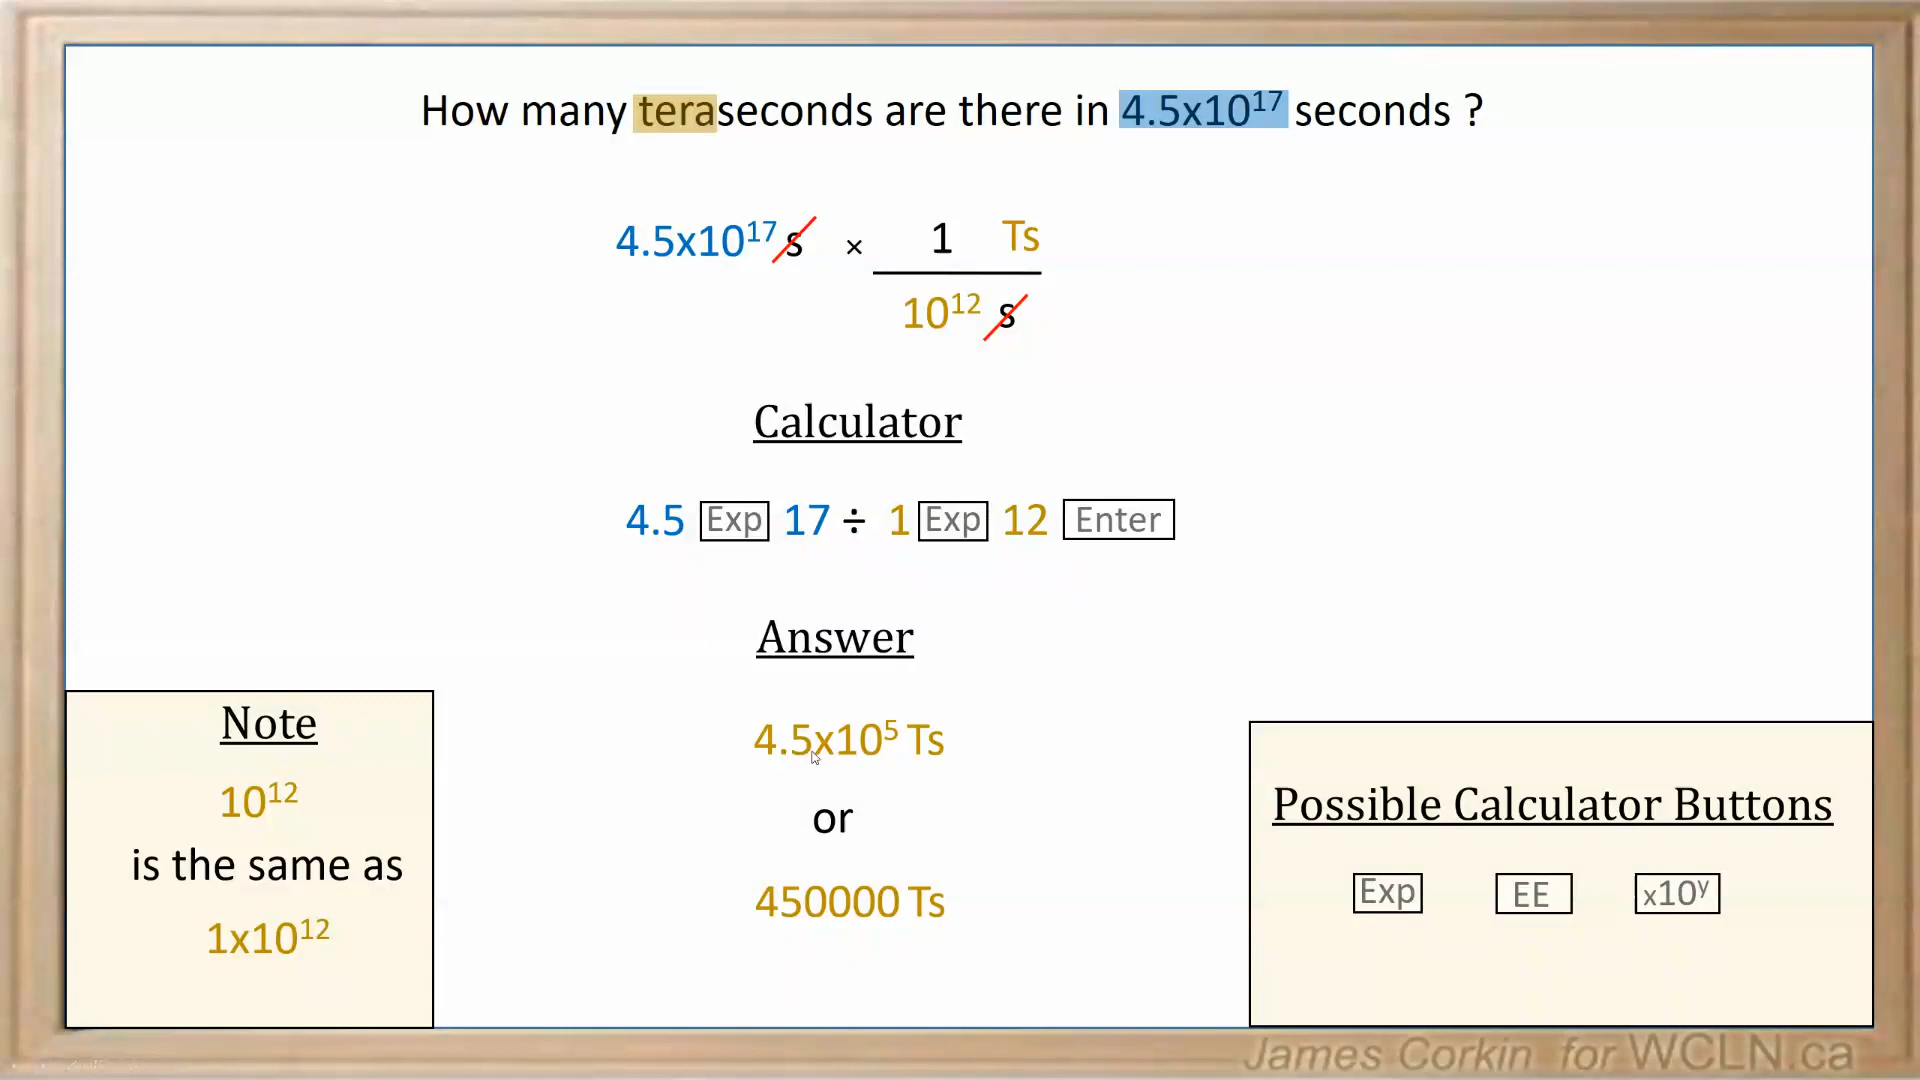 How many teraseconds are there in 4.5x10¹⁷ seconds ?
4.5x10¹⁷ s × 1 Ts
10¹² s
Calculator
4.5 Exp 17 ÷ 1 Exp 12 Enter
Answer
4.5x10⁵ Ts
or
450000 Ts
Note
10¹²
is the same as
1x10¹²
Possible Calculator Buttons
Exp EE x10ʸ
James Corkin for WCLN.ca